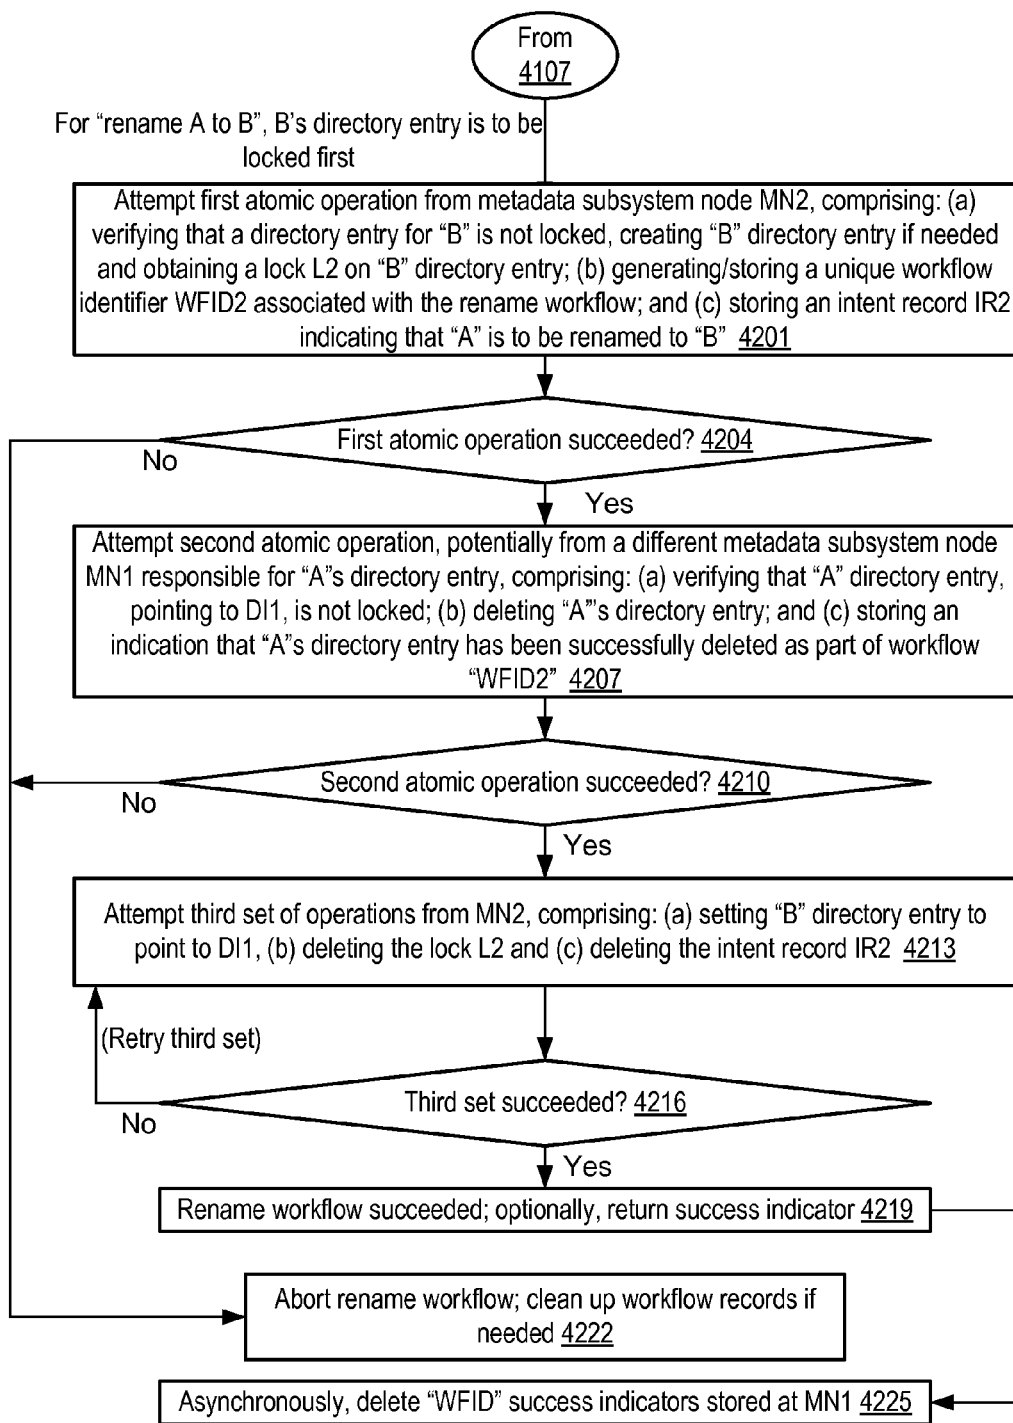 From
4107
For “rename A to B”, B’s directory entry is to be
locked first
Attempt first atomic operation from metadata subsystem node MN2, comprising: (a)
verifying that a directory entry for “B” is not locked, creating “B” directory entry if needed
and obtaining a lock L2 on “B” directory entry; (b) generating/storing a unique workflow
identifier WFID2 associated with the rename workflow; and (c) storing an intent record IR2
indicating that “A” is to be renamed to “B” 4201
First atomic operation succeeded? 4204
No
Yes
Attempt second atomic operation, potentially from a different metadata subsystem node
MN1 responsible for “A”s directory entry, comprising: (a) verifying that “A” directory entry,
pointing to DI1, is not locked; (b) deleting “A”’s directory entry; and (c) storing an
indication that “A”s directory entry has been successfully deleted as part of workflow
“WFID2” 4207
Second atomic operation succeeded? 4210
No
Yes
Attempt third set of operations from MN2, comprising: (a) setting “B” directory entry to
point to DI1, (b) deleting the lock L2 and (c) deleting the intent record IR2 4213
(Retry third set)
Third set succeeded? 4216
No
Yes
Rename workflow succeeded; optionally, return success indicator 4219
Abort rename workflow; clean up workflow records if
needed 4222
Asynchronously, delete “WFID” success indicators stored at MN1 4225